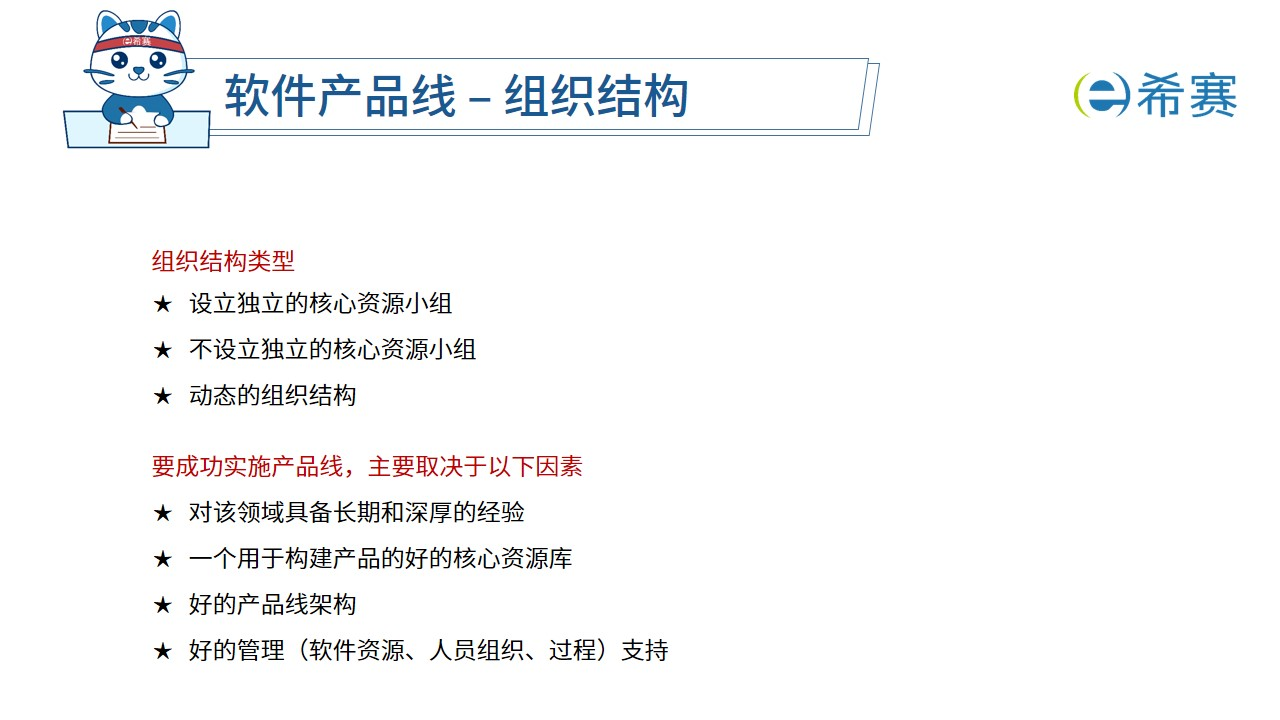 希赛
软件产品线 – 组织结构
希赛
组织结构类型
★ 设立独立的核心资源小组
★ 不设立独立的核心资源小组
★ 动态的组织结构
要成功实施产品线，主要取决于以下因素
★ 对该领域具备长期和深厚的经验
★ 一个用于构建产品的好的核心资源库
★ 好的产品线架构
★ 好的管理（软件资源、人员组织、过程）支持